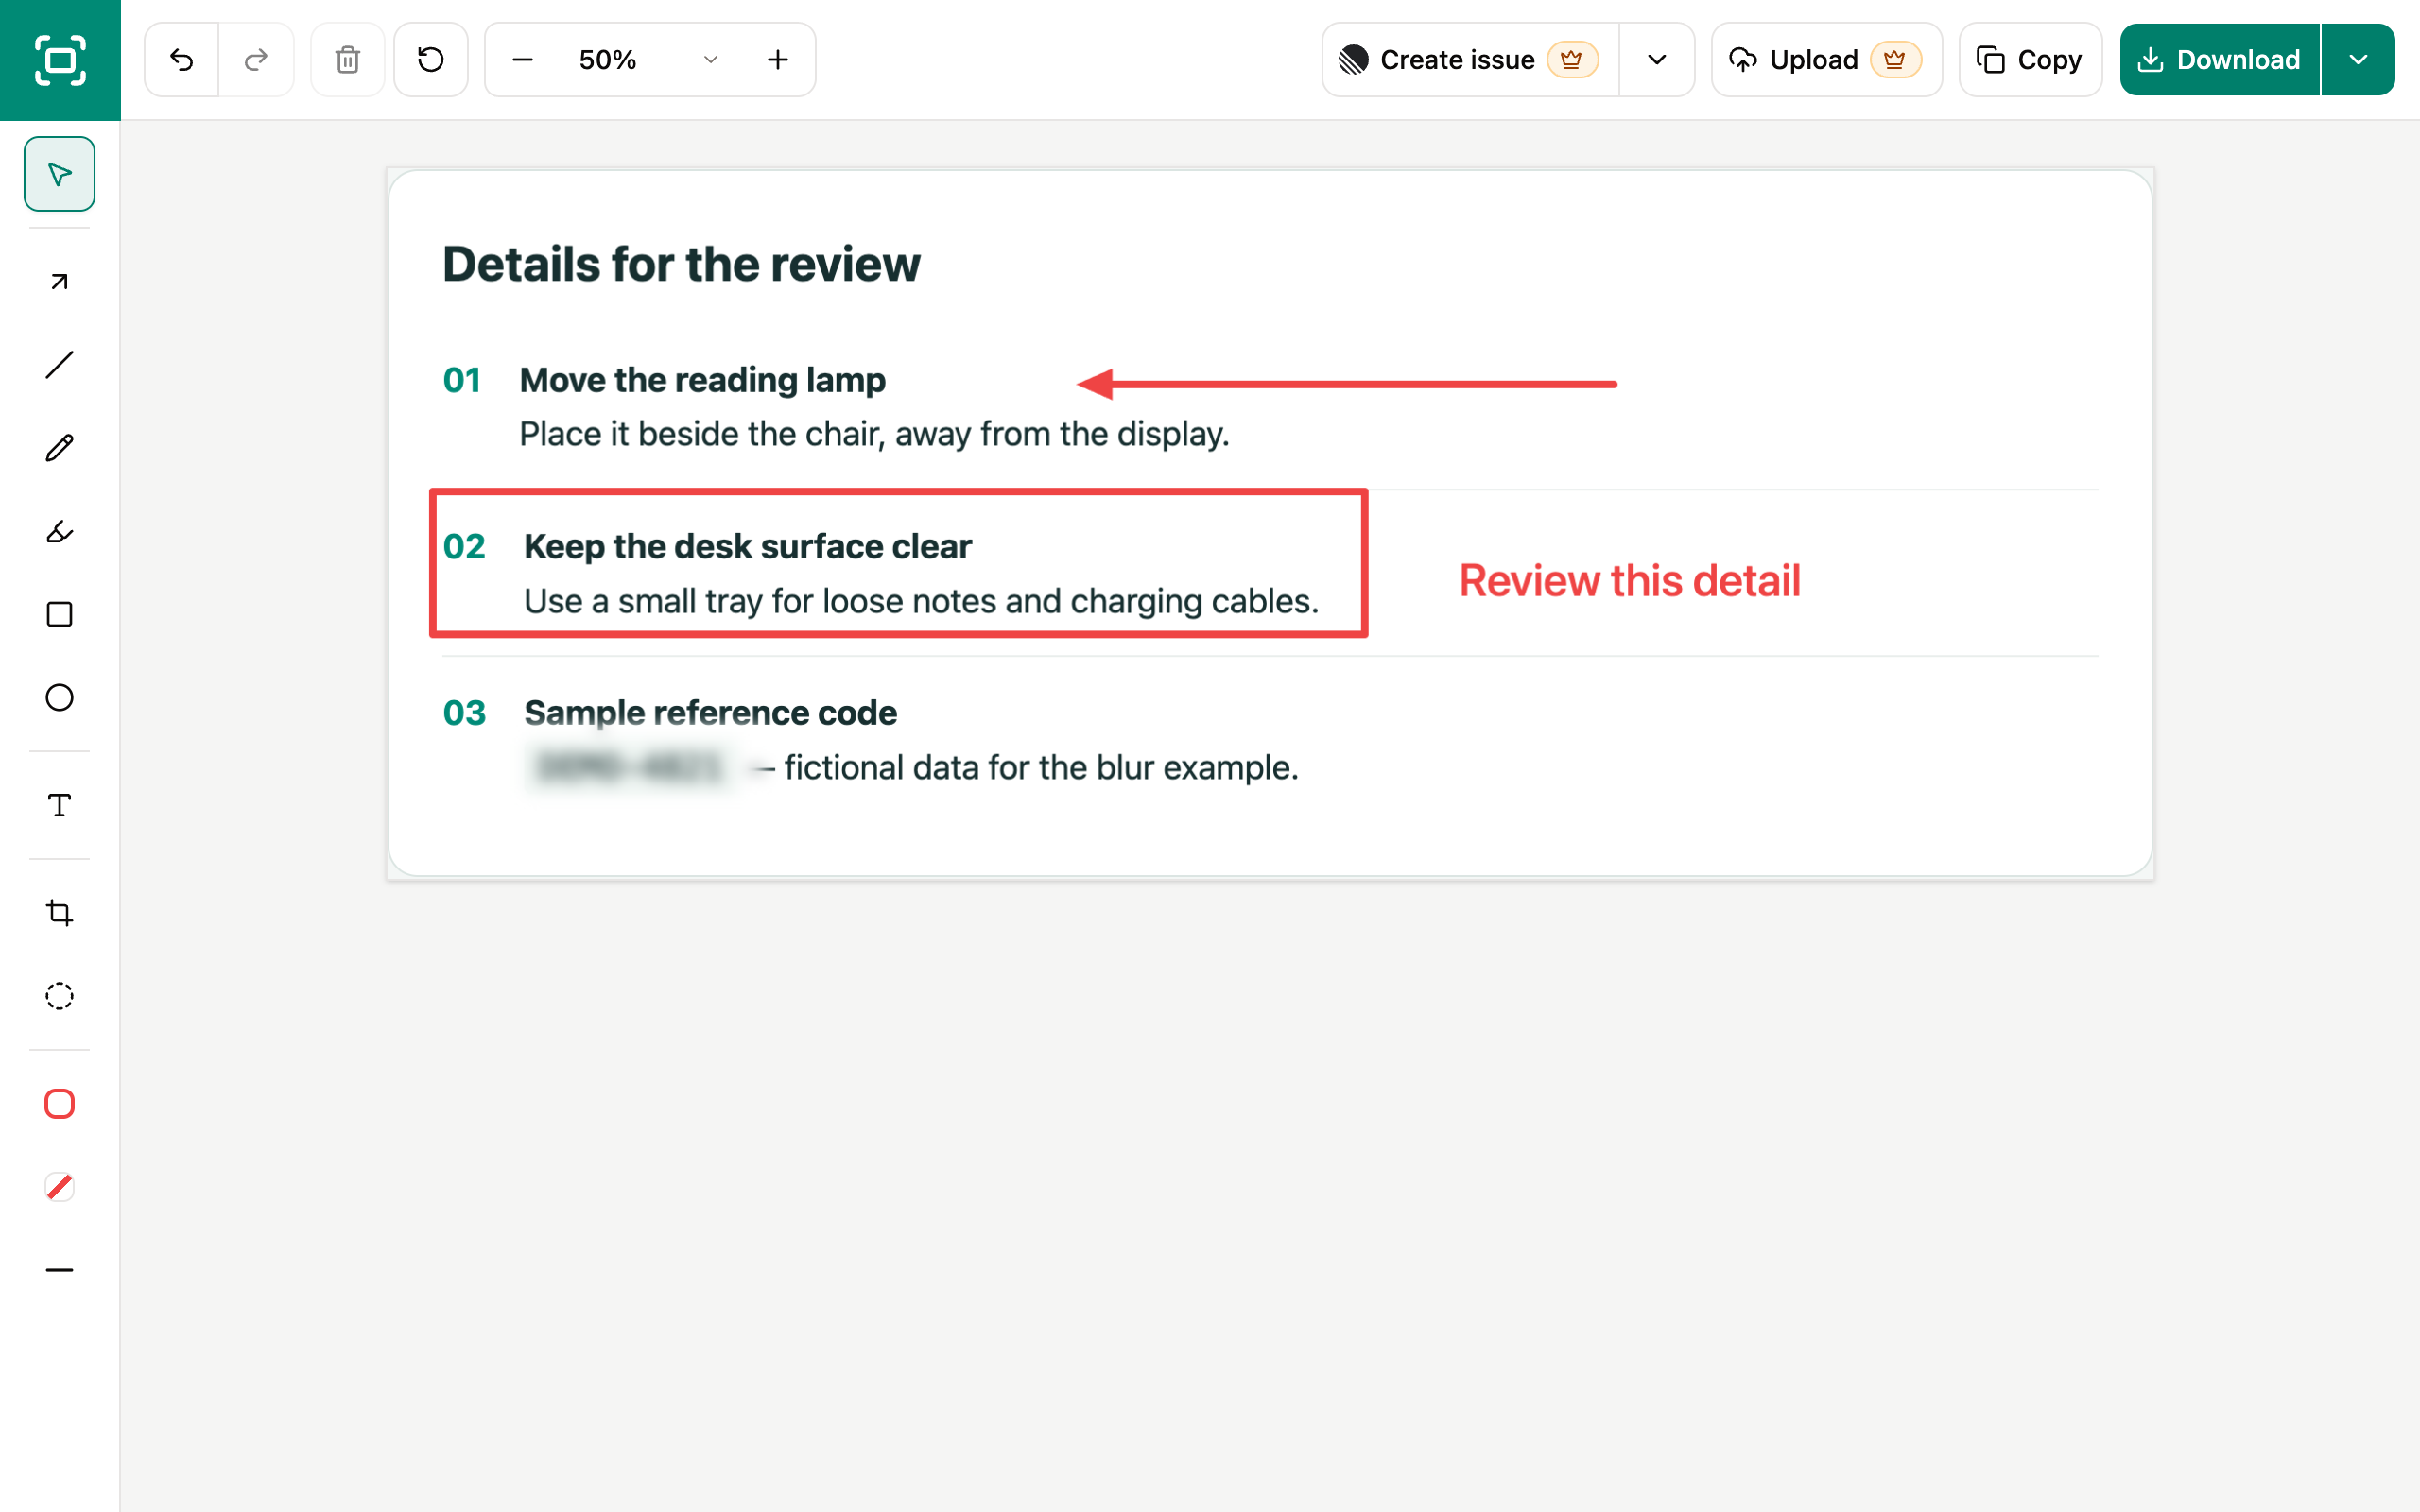 50%
Create issue
Upload
Copy
Download
Details for the review
01 Move the reading lamp
Place it beside the chair, away from the display.
02 Keep the desk surface clear
Use a small tray for loose notes and charging cables.
Review this detail
03 Sample reference code
— fictional data for the blur example.